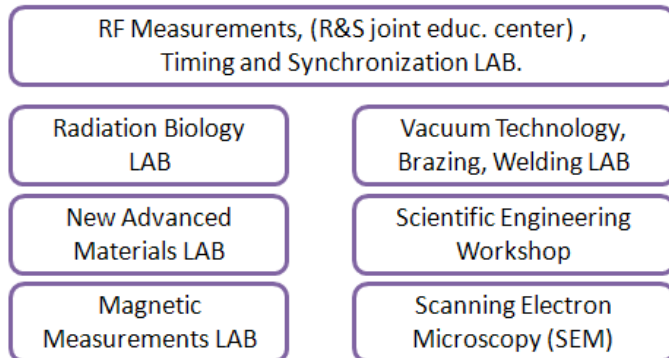 RF Measurements, (R&S joint educ. center) ,
Timing and Synchronization LAB.
Radiation Biology
LAB
Vacuum Technology,
Brazing, Welding LAB
New Advanced
Materials LAB
Scientific Engineering
Workshop
Magnetic
Measurements LAB
Scanning Electron
Microscopy (SEM)